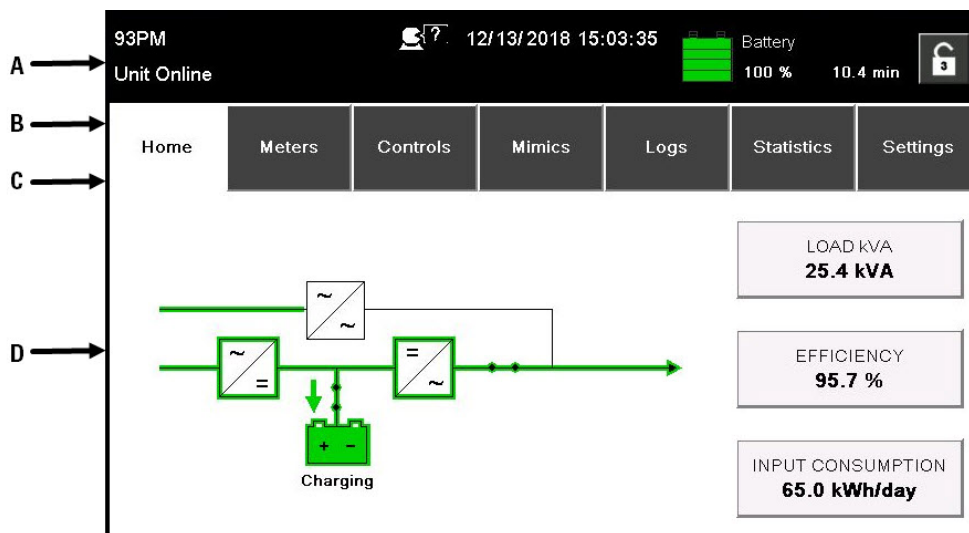 93PM
? 12/13/2018 15:03:35
Battery
Unit Online
100 % 10.4 min
3
A
B
Home Meters Controls Mimics Logs Statistics Settings
C
LOAD kVA
25.4 kVA
~
~
D
~
=
=
~
EFFICIENCY
95.7 %
+ -
Charging
INPUT CONSUMPTION
65.0 kWh/day